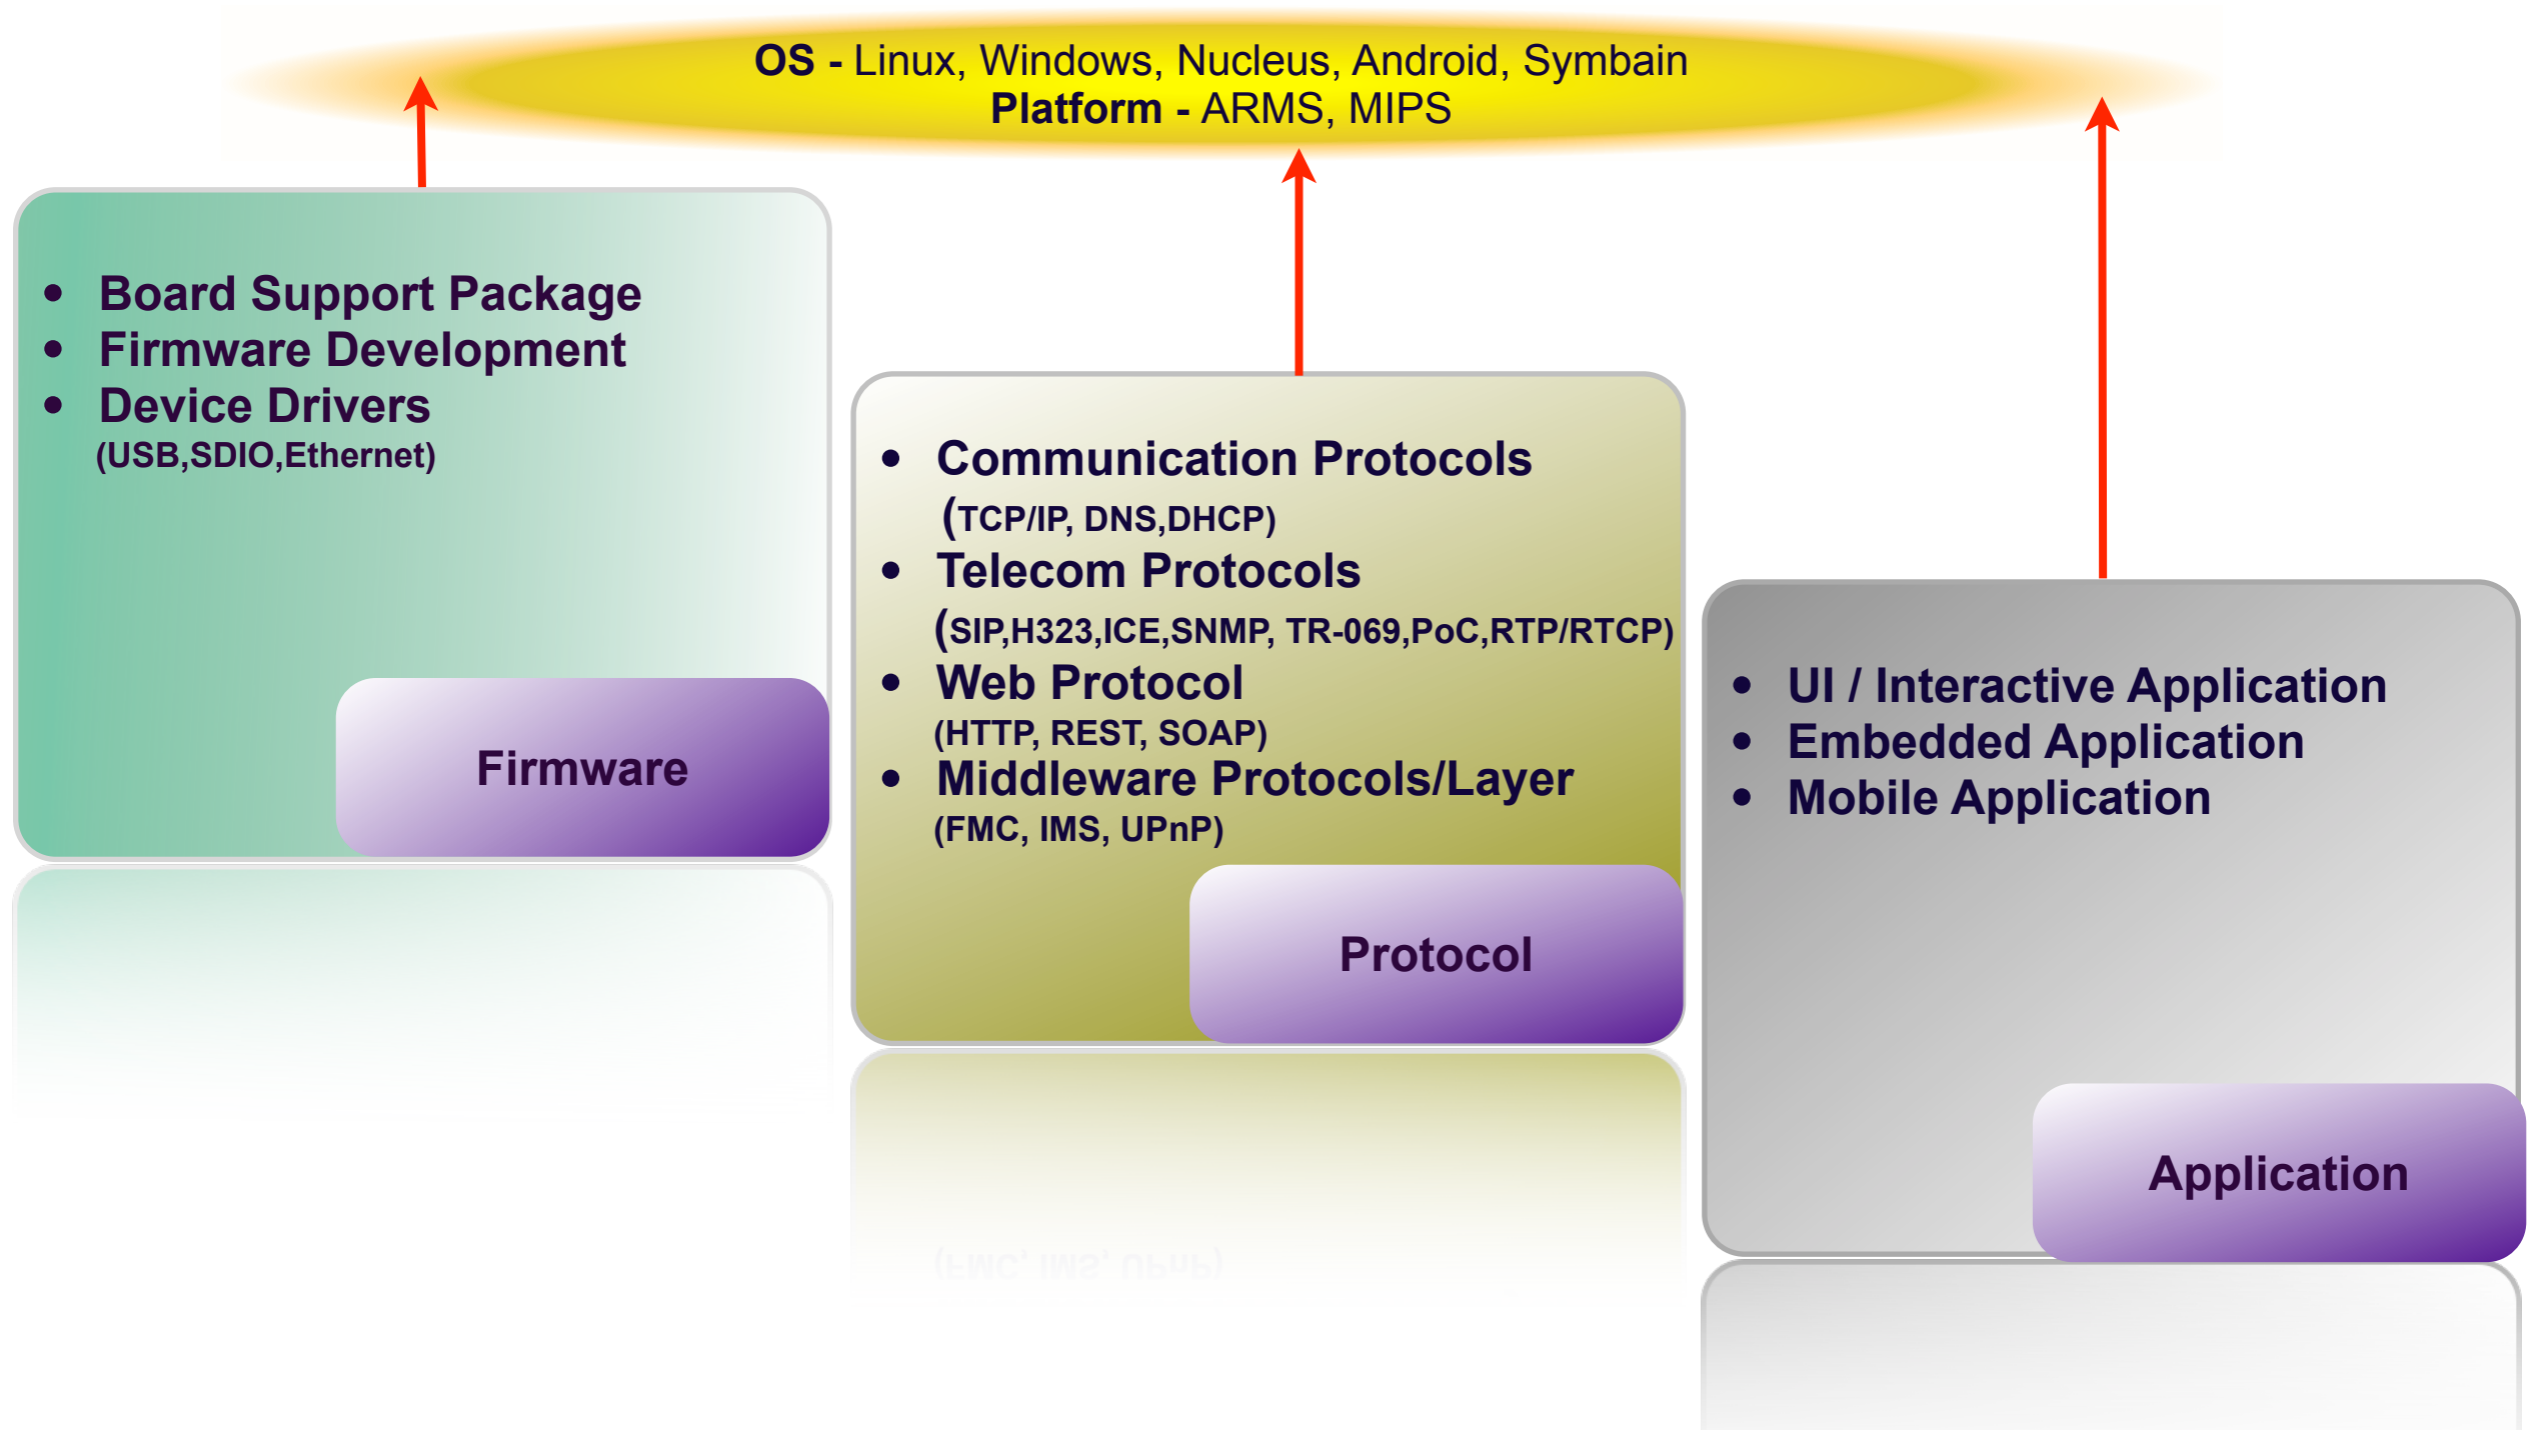 OS - Linux, Windows, Nucleus, Android, Symbain
Platform - ARMS, MIPS
• Board Support Package
• Firmware Development
• Device Drivers
(USB,SDIO,Ethernet)
Firmware
• Communication Protocols
(TCP/IP, DNS,DHCP)
• Telecom Protocols
(SIP,H323,ICE,SNMP, TR-069,PoC,RTP/RTCP)
• Web Protocol
(HTTP, REST, SOAP)
• Middleware Protocols/Layer
(FMC, IMS, UPnP)
Protocol
• UI / Interactive Application
• Embedded Application
• Mobile Application
Application